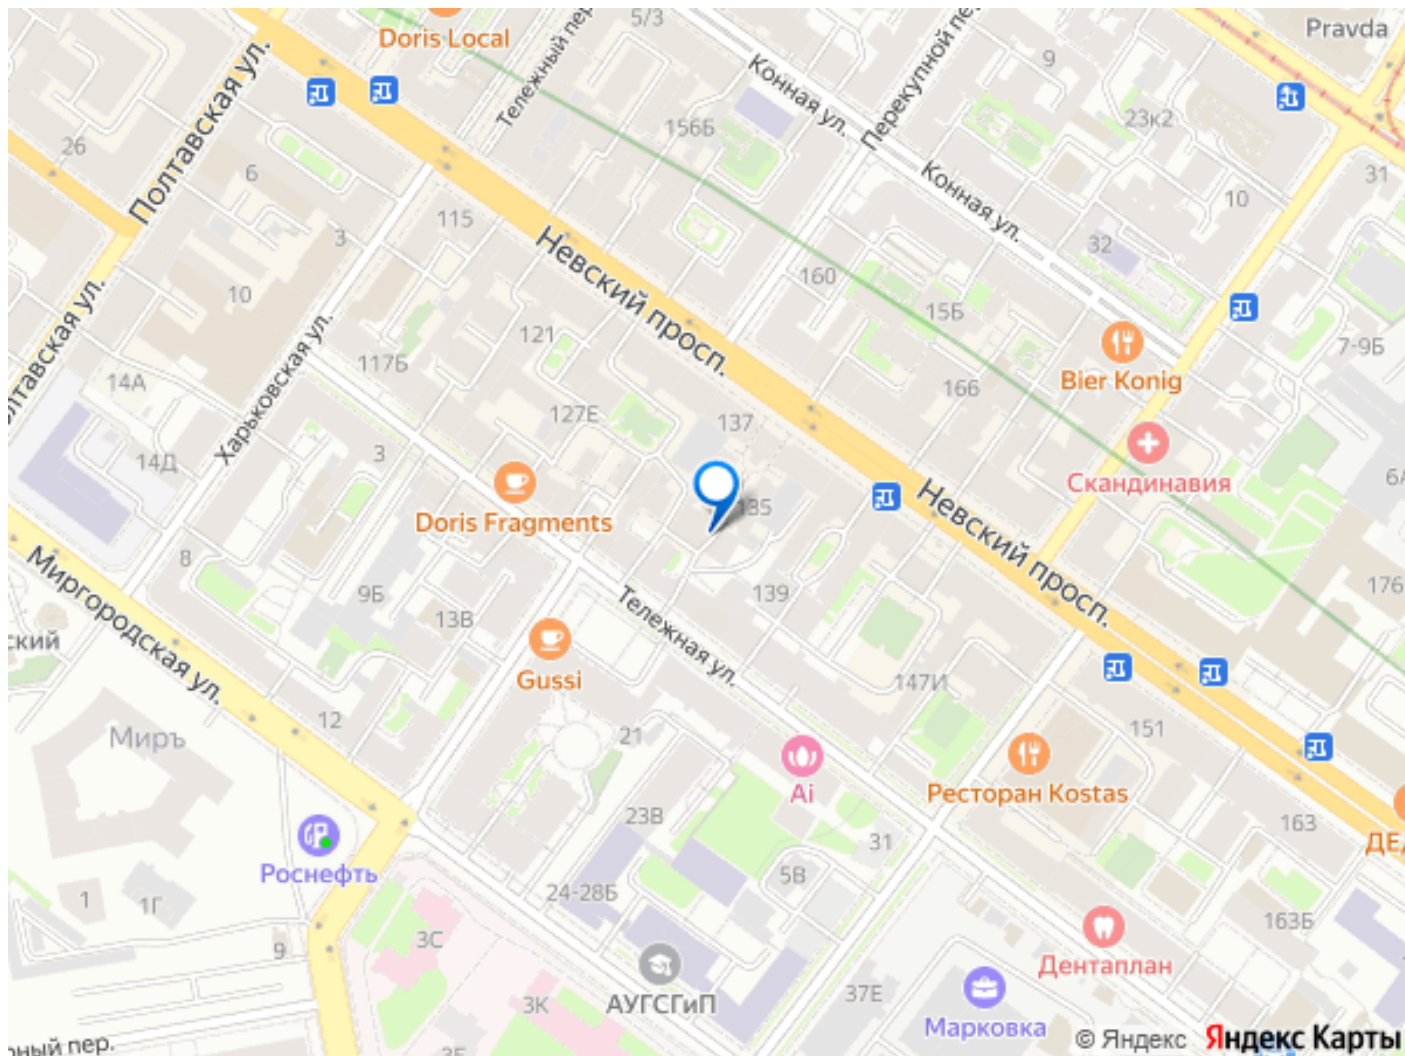 Doris Local
5/3
Тележный пер
Pravda
Конная ул.
Перекупной пер.
9
23к2
156Б
Полтавская ул.
26
6
31
Конная ул.
10
115
3
32
Невский просп.
10
160
15Б
121
7-9Б
лтавская ул.
Харьковская ул.
117Б
14А
Bier Konig
166
127Е
137
3
14Д
Скандинавия
6А
Doris Fragments
135
Невский просп.
8
Миргородская ул.
9Б
13В
139
176
Тележная ул.
ский
Gussi
147И
12
21
151
Миръ
Ai
Ресторан Kostas
23В
163
31
ДЕД
Роснефть
5В
24-28Б
1
1Г
163Б
3С
9
Дентаплан
АУГСГиП
3К
37Е
Марковка
ный пер.
3Б
© Яндекс Яндекс Карты